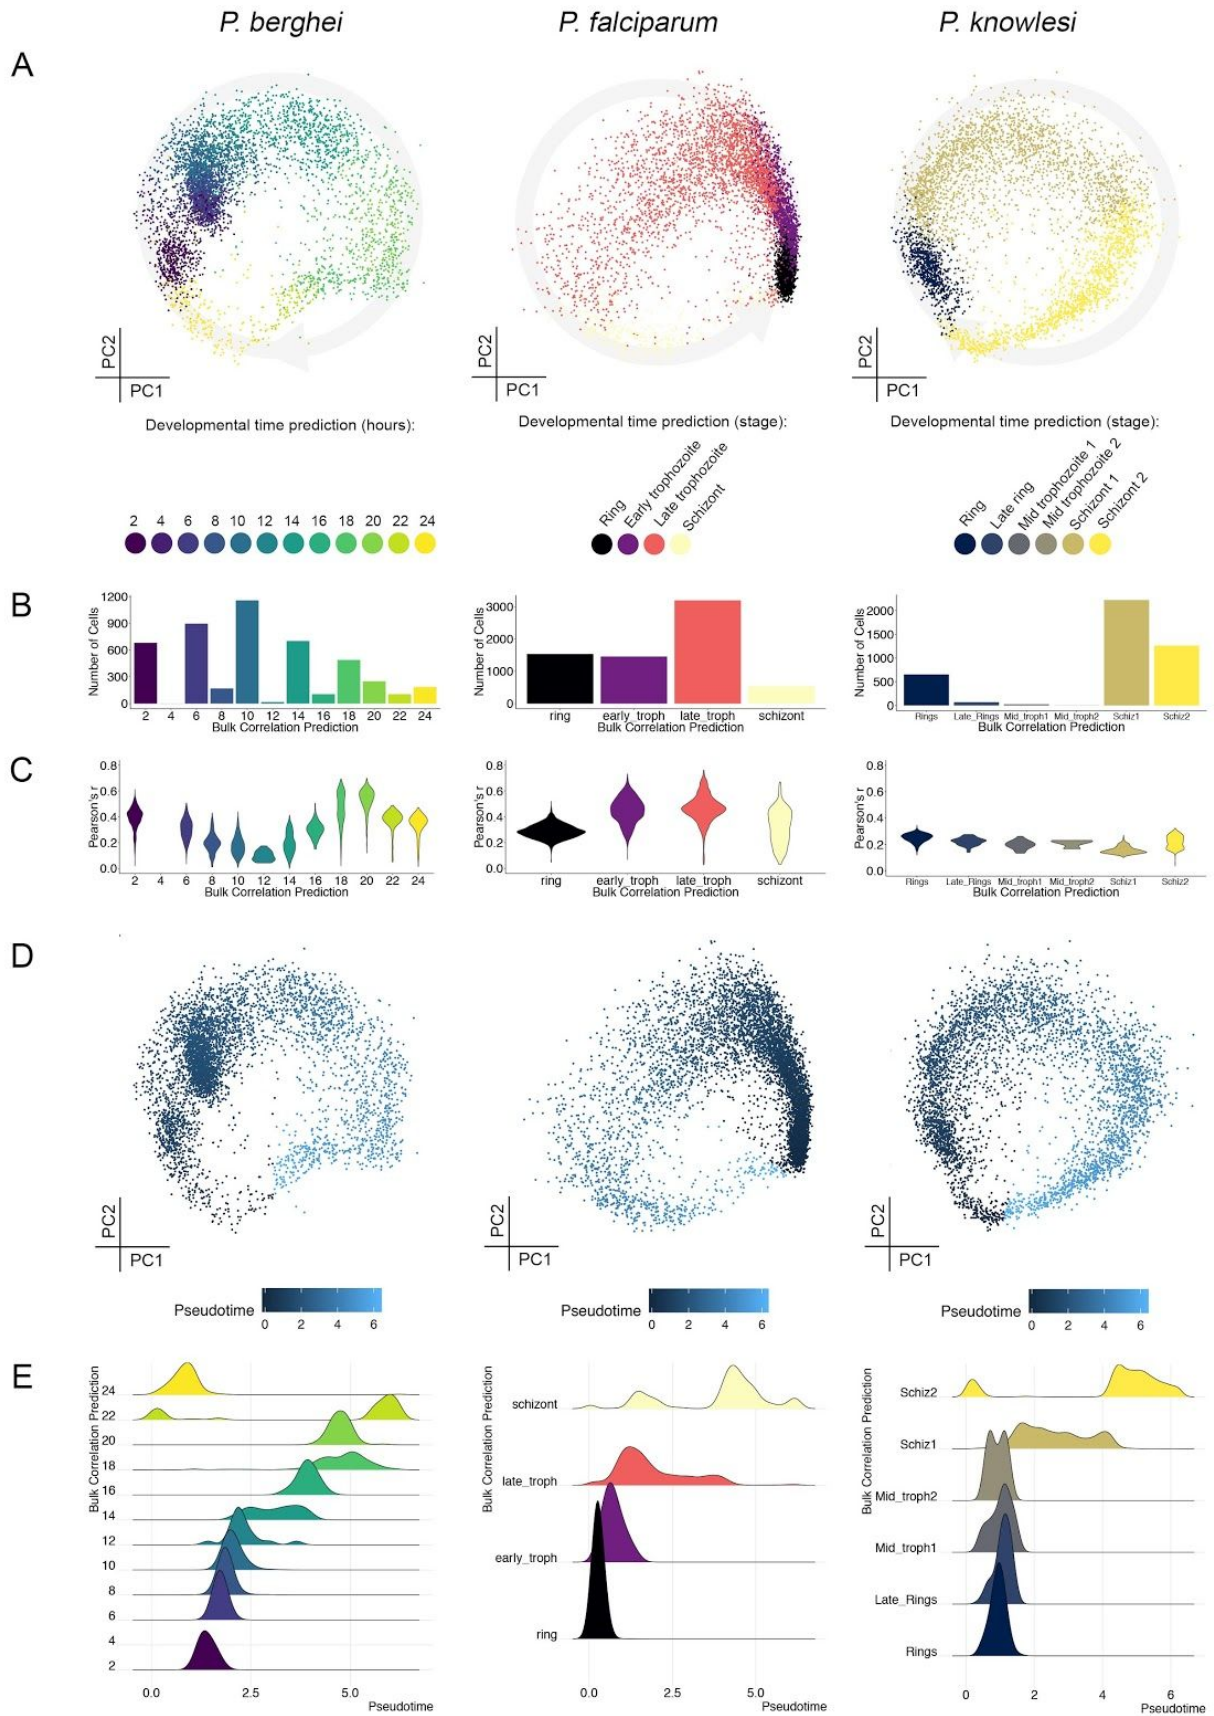 P. berghei P. falciparum P. knowlesi
A
PC2 PC2 PC2
PC1 PC1 PC1
Developmental time prediction (hours): Developmental time prediction (stage): Developmental time prediction (stage):
Ring Early trophozoite Late trophozoite Schizont
Ring Late ring Mid trophozoite 1 Mid trophozoite 2 Schizont 1 Schizont 2
2 4 6 8 10 12 14 16 18 20 22 24
B
Number of Cells
1200
900
600
300
0
2 4 6 8 10 12 14 16 18 20 22 24
Bulk Correlation Prediction
Number of Cells
3000
2000
1000
0
ring early_troph late_troph schizont
Bulk Correlation Prediction
Number of Cells
2000
1500
1000
500
0
Rings Late_Rings Mid_troph1 Mid_troph2 Schiz1 Schiz2
Bulk Correlation Prediction
C
Pearson's r
0.8
0.6
0.4
0.2
0.0
2 4 6 8 10 12 14 16 18 20 22 24
Bulk Correlation Prediction
Pearson's r
0.8
0.6
0.4
0.2
0.0
ring early_troph late_troph schizont
Bulk Correlation Prediction
Pearson's r
0.8
0.6
0.4
0.2
0.0
Rings Late_Rings Mid_troph1 Mid_troph2 Schiz1 Schiz2
Bulk Correlation Prediction
D
PC2 PC2 PC2
PC1 PC1 PC1
Pseudotime 0 2 4 6
Pseudotime 0 2 4 6
Pseudotime 0 2 4 6
E
Bulk Correlation Prediction
24
22
20
18
16
14
12
10
8
6
4
2
0.0 2.5 5.0
Pseudotime
Bulk Correlation Prediction
schizont
late_troph
early_troph
ring
0.0 2.5 5.0
Pseudotime
Bulk Correlation Prediction
Schiz2
Schiz1
Mid_troph2
Mid_troph1
Late_Rings
Rings
0 2 4 6
Pseudotime